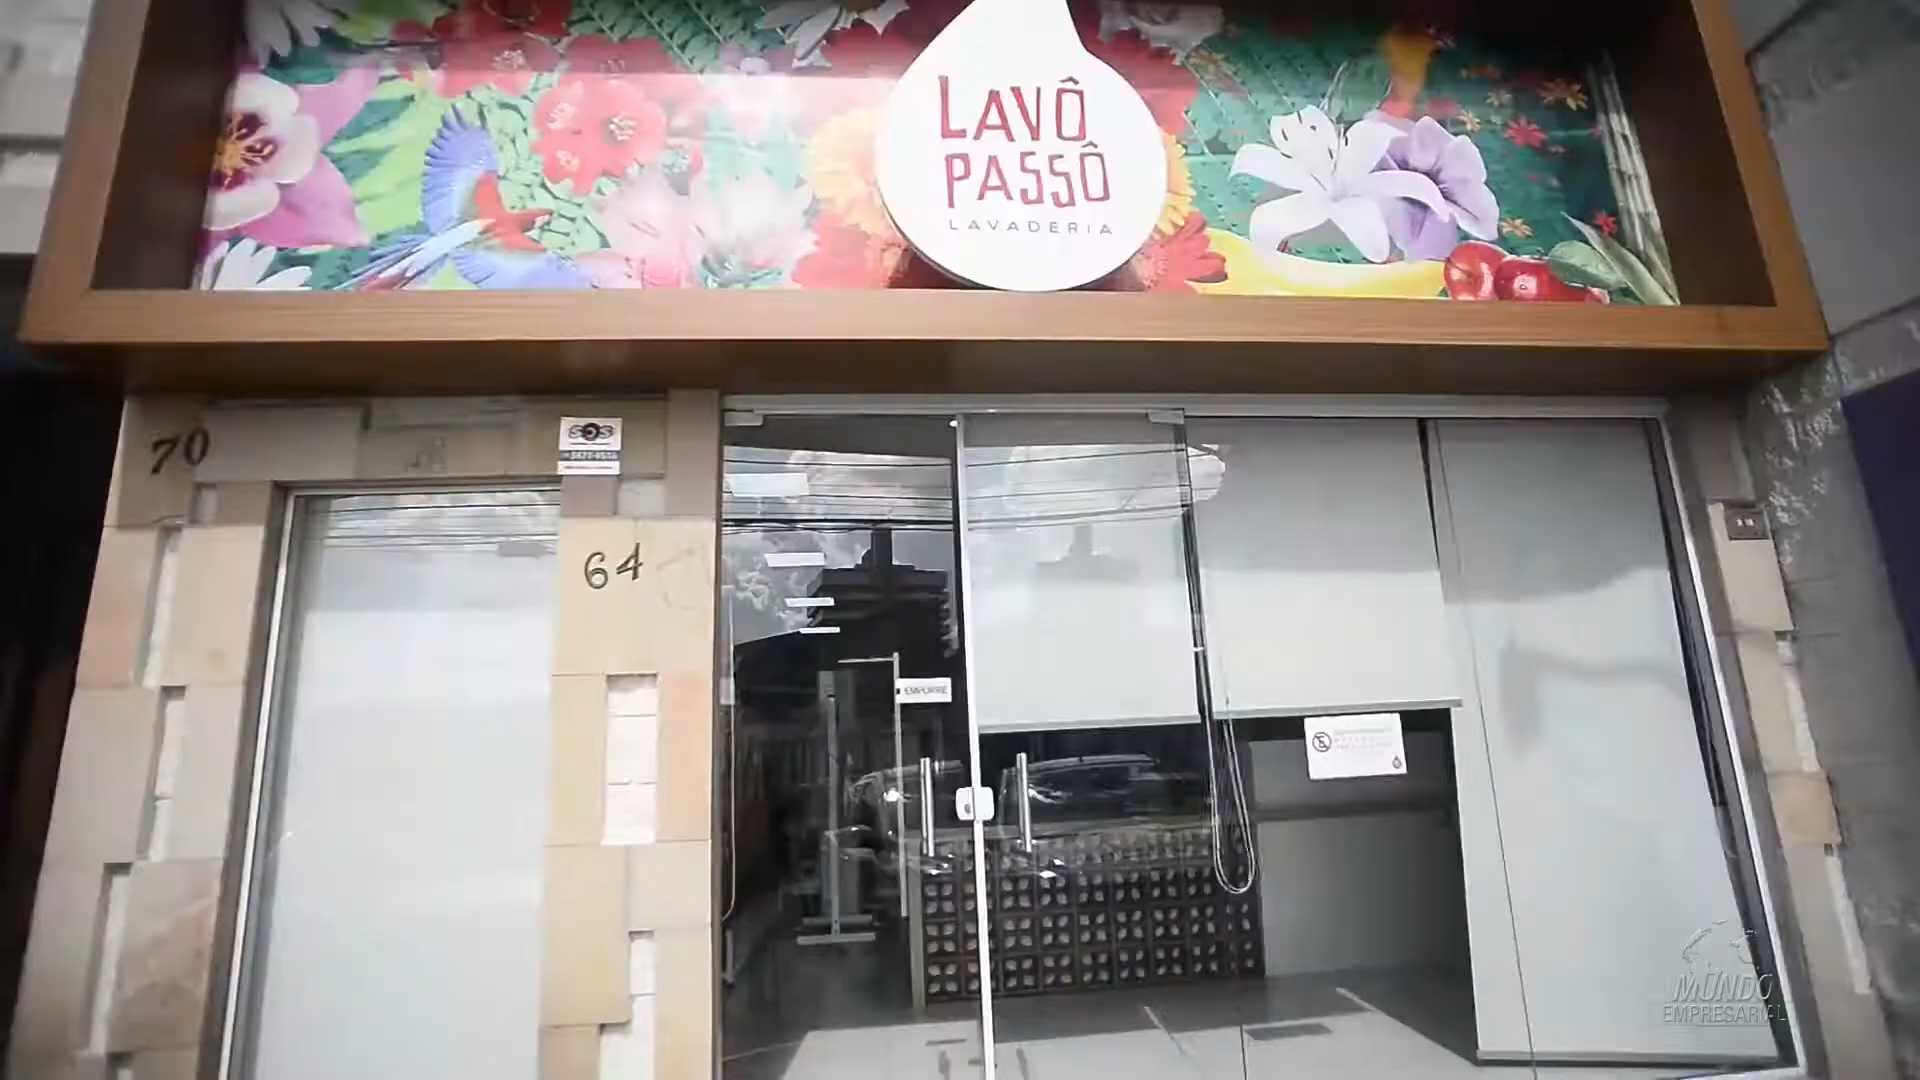 LAVÔ
PASSÔ
LAVADERIA
70
SOS
64
EMPURRE
MUNDO
EMPRESARIAL